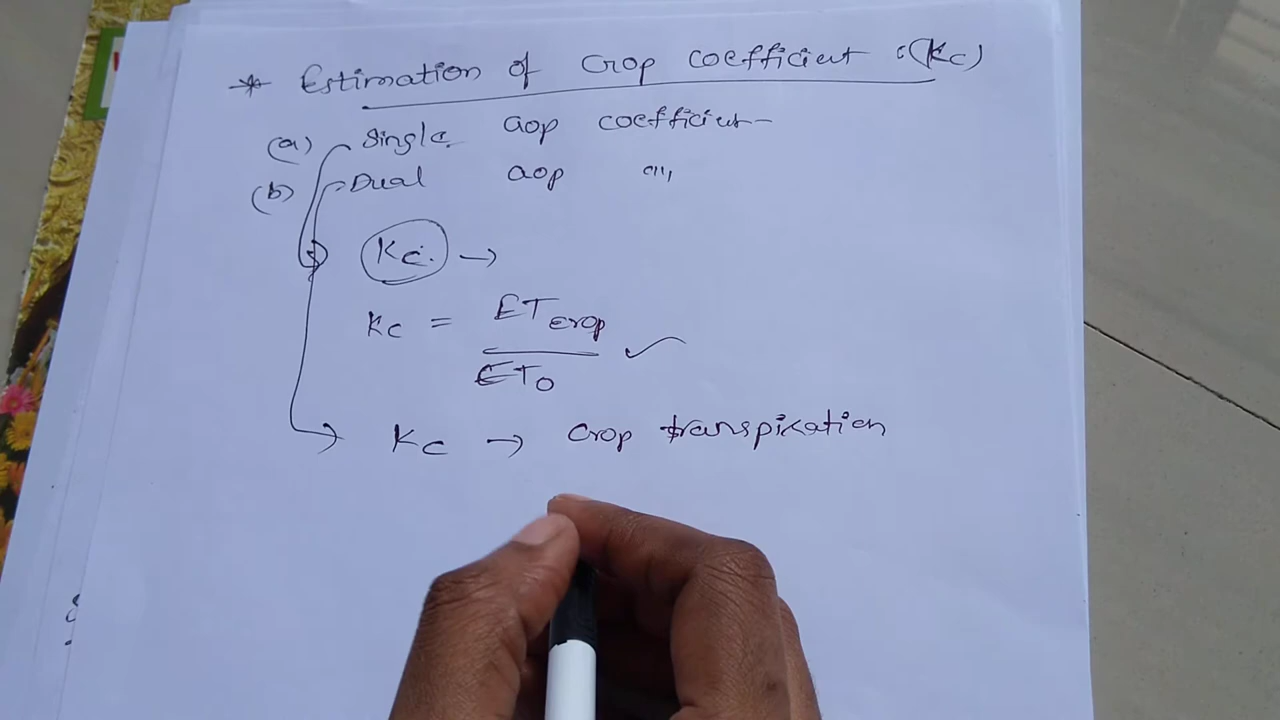 * Estimation of Crop coefficient :(Kc)
(a) Single crop coefficient
(b) Dual crop "
Kc →
Kc = ETcrop / ETo
Kc → crop transpiration